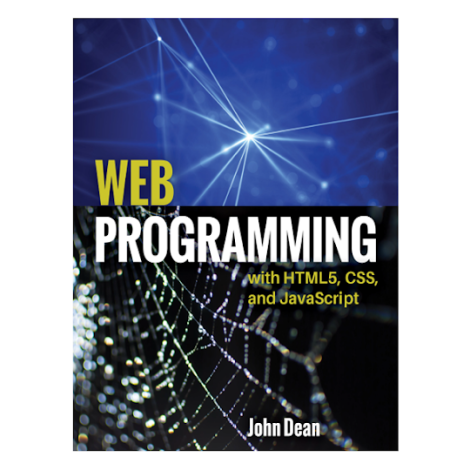 WEB
PROGRAMMING
with HTML5, CSS,
and JavaScript
John Dean